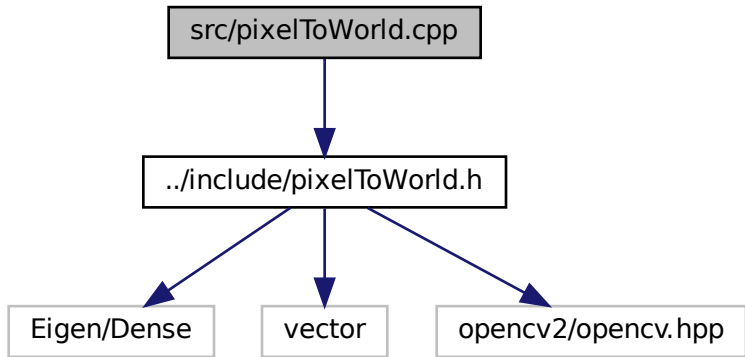 src/pixelToWorld.cpp
../include/pixelToWorld.h
Eigen/Dense
vector
opencv2/opencv.hpp